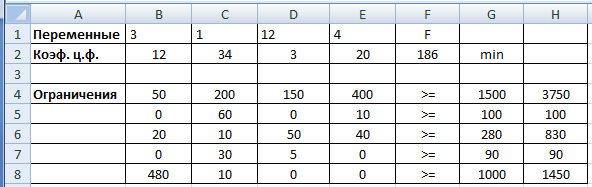 A B C D E F G H
1 Переменные 3 1 12 4 F
2 Коэф. ц.ф. 12 34 3 20 186 min
3
4 Ограничения 50 200 150 400 >= 1500 3750
5 0 60 0 10 >= 100 100
6 20 10 50 40 >= 280 830
7 0 30 5 0 >= 90 90
8 480 10 0 0 >= 1000 1450